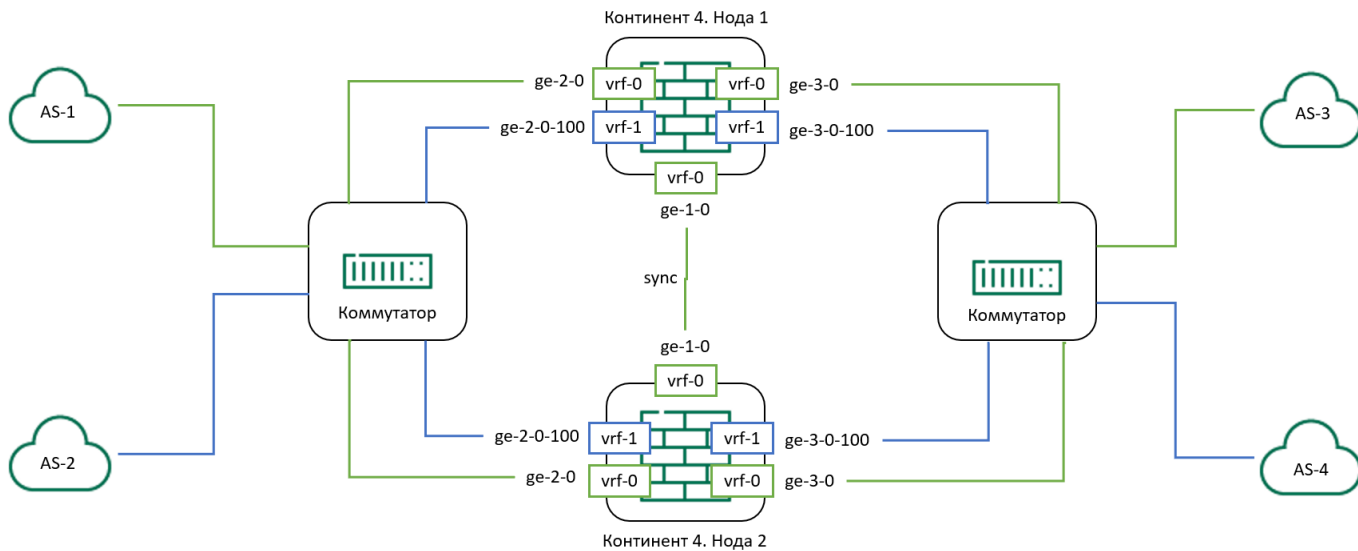 Континент 4. Нода 1
ge-2-0
vrf-0
vrf-0
ge-3-0
AS-1
AS-3
ge-2-0-100
vrf-1
vrf-1
ge-3-0-100
vrf-0
ge-1-0
sync
Коммутатор
Коммутатор
ge-1-0
vrf-0
ge-2-0-100
vrf-1
vrf-1
ge-3-0-100
AS-2
AS-4
ge-2-0
vrf-0
vrf-0
ge-3-0
Континент 4. Нода 2